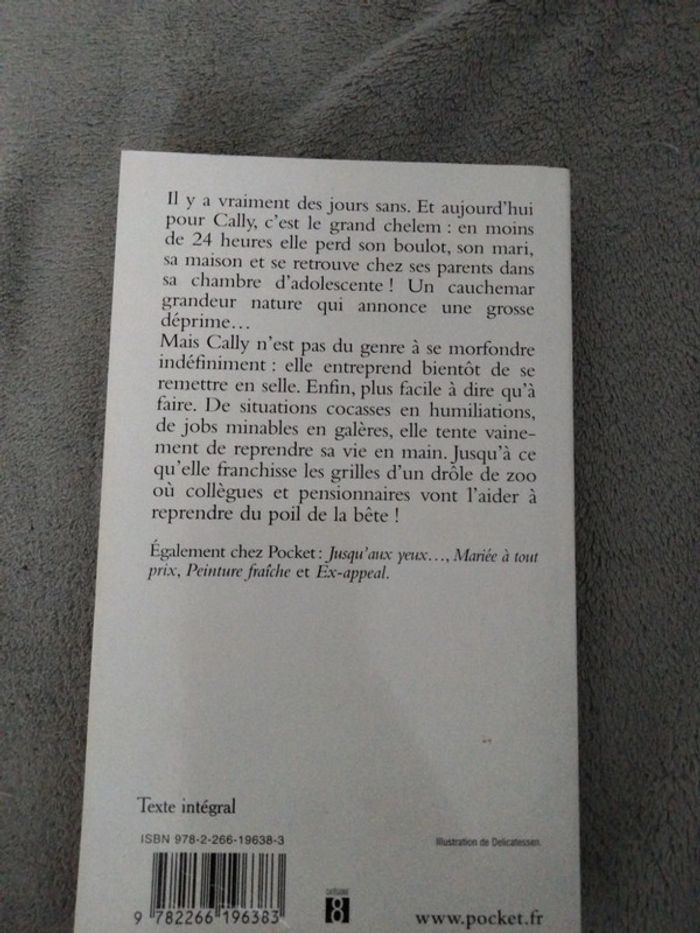 Il y a vraiment des jours sans. Et aujourd'hui
pour Cally, c'est le grand chelem : en moins
de 24 heures elle perd son boulot, son mari,
sa maison et se retrouve chez ses parents dans
sa chambre d'adolescente ! Un cauchemar
grandeur nature qui annonce une grosse
déprime…
Mais Cally n'est pas du genre à se morfondre
indéfiniment : elle entreprend bientôt de se
remettre en selle. Enfin, plus facile à dire qu'à
faire. De situations cocasses en humiliations,
de jobs minables en galères, elle tente vaine-
ment de reprendre sa vie en main. Jusqu'à ce
qu'elle franchisse les grilles d'un drôle de zoo
où collègues et pensionnaires vont l'aider à
reprendre du poil de la bête !
Également chez Pocket : Jusqu'aux yeux…, Mariée à tout
prix, Peinture fraîche et Ex-appeal.
Texte intégral
ISBN 978-2-266-19638-3
Illustration de Delicatessen.
9 782266 196383
CATÉGORIE
8
www.pocket.fr